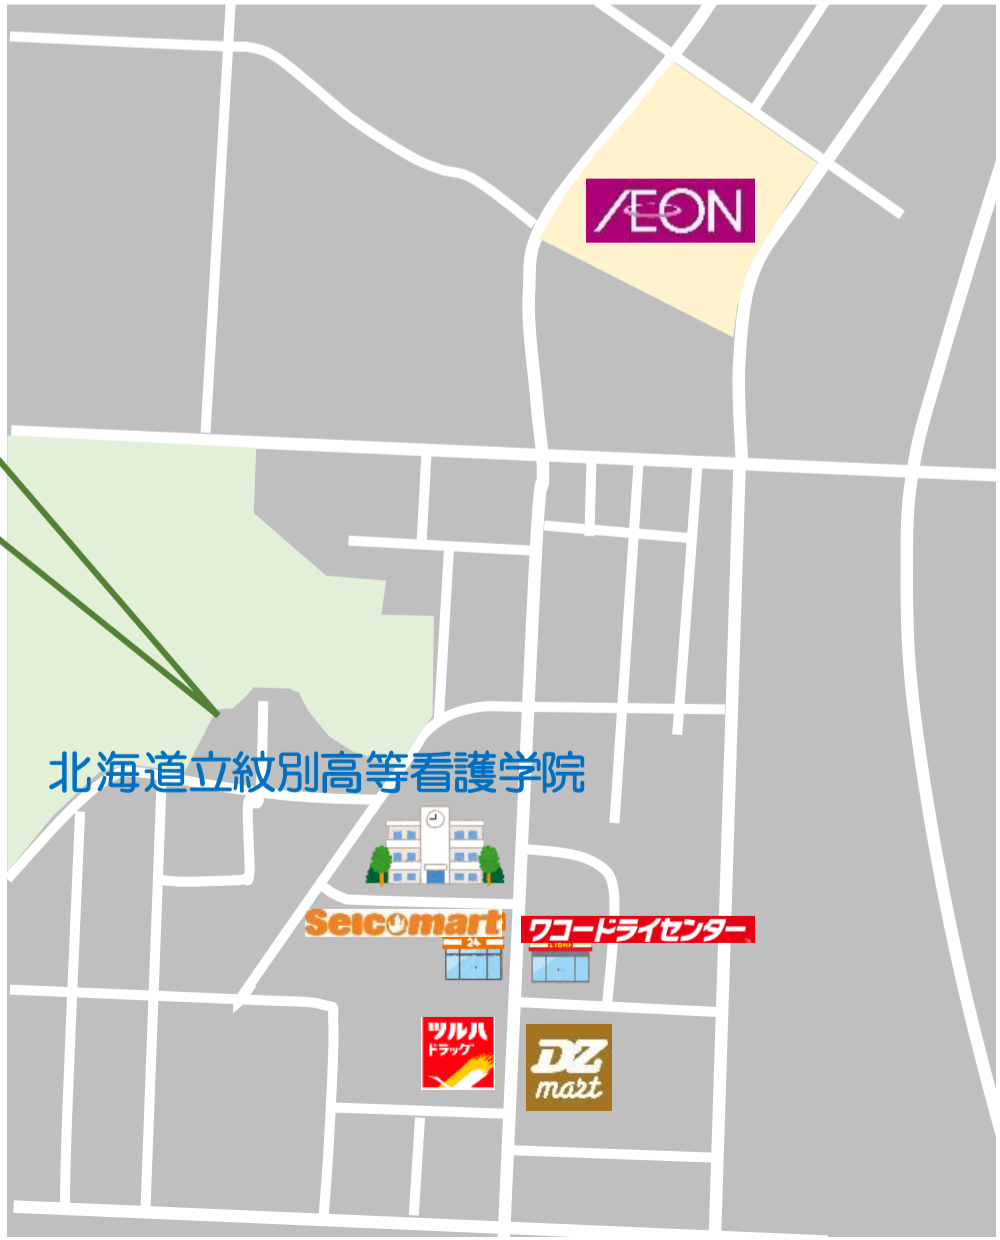 ÆON
北海道立紋別高等看護学院
Seicomart
ワコードライセンター
24
STORE
ツルハ
ドラッグ
DZ
mart